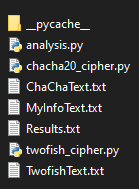 __pycache__
analysis.py
chacha20_cipher.py
ChaChaText.txt
MyInfoText.txt
Results.txt
twofish_cipher.py
TwofishText.txt